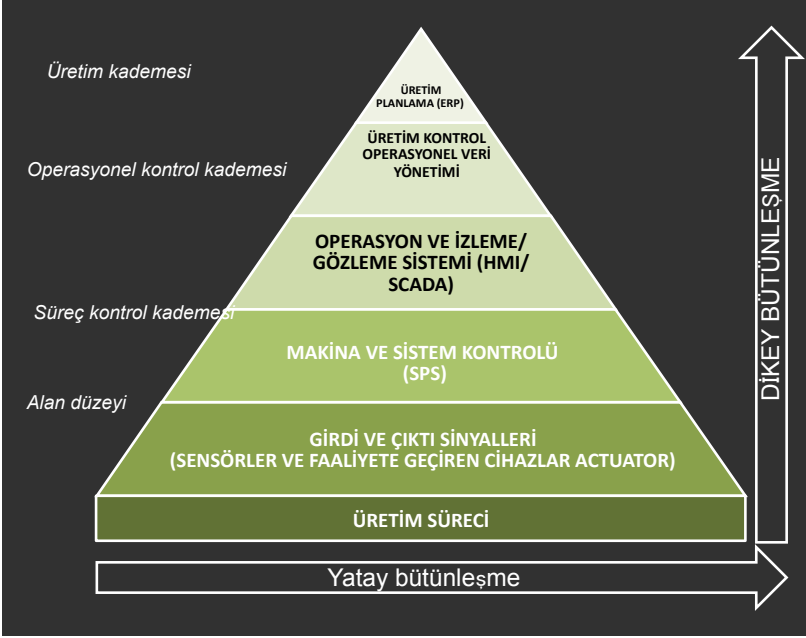 Üretim kademesi
ÜRETİM
PLANLAMA (ERP)
Operasyonel kontrol kademesi
ÜRETİM KONTROL
OPERASYONEL VERİ
YÖNETİMİ
OPERASYON VE İZLEME/
GÖZLEME SİSTEMİ (HMI/
SCADA)
Süreç kontrol kademesi
MAKİNA VE SİSTEM KONTROLÜ
(SPS)
Alan düzeyi
GİRDİ VE ÇIKTI SİNYALLERİ
(SENSÖRLER VE FAALİYETE GEÇİREN CİHAZLAR ACTUATOR)
ÜRETİM SÜRECİ
Yatay bütünleşme
DİKEY BÜTÜNLEŞME